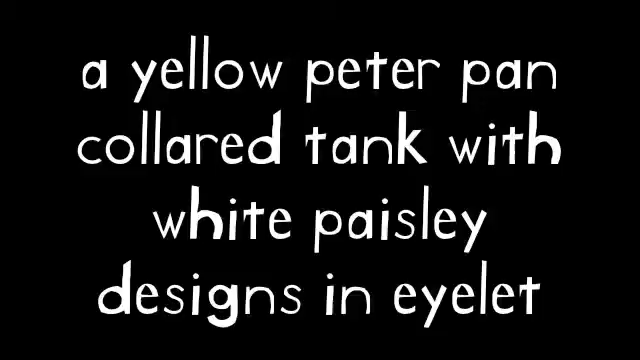 a yellow peter pan
collared tank with
white paisley
designs in eyelet